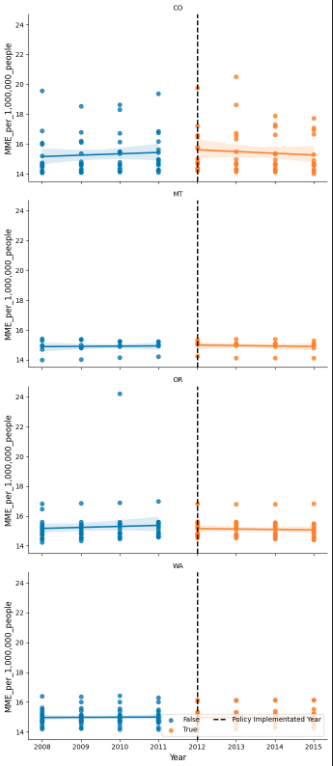 CO
MME_per_1,000,000_people
24
22
20
18
16
14
MT
MME_per_1,000,000_people
24
22
20
18
16
14
OR
MME_per_1,000,000_people
24
22
20
18
16
14
WA
MME_per_1,000,000_people
24
22
20
18
16
14
False
True
Policy Implementated Year
2008 2009 2010 2011 2012 2013 2014 2015
Year